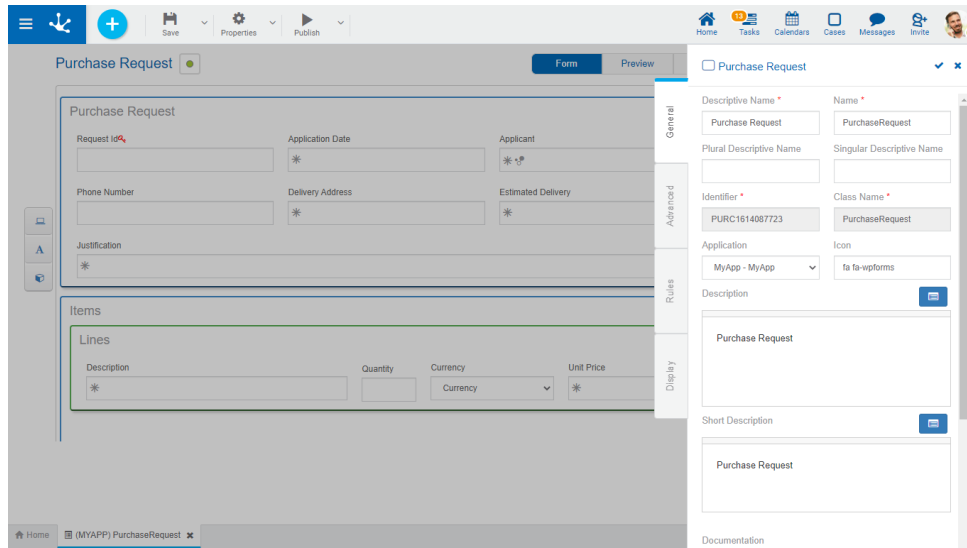 Save
Properties
Publish
Home
13
Tasks
Calendars
Cases
Messages
Invite
Purchase Request
Form
Preview
Purchase Request
Request Id
Application Date
Applicant
Phone Number
Delivery Address
Estimated Delivery
Justification
Items
Lines
Description
Quantity
Currency
Unit Price
Currency
A
General
Advanced
Rules
Display
Purchase Request
Descriptive Name *
Name *
Purchase Request
PurchaseRequest
Plural Descriptive Name
Singular Descriptive Name
Identifier *
Class Name *
PURC1614087723
PurchaseRequest
Application
Icon
MyApp - MyApp
fa fa-wpforms
Description
Purchase Request
Short Description
Purchase Request
Documentation
Home
(MYAPP) PurchaseRequest